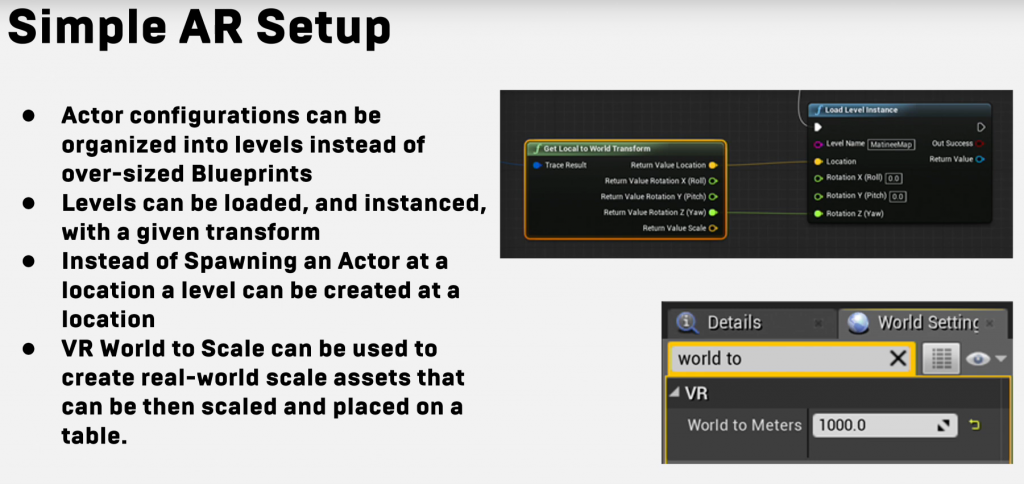 Simple AR Setup
● Actor configurations can be
organized into levels instead of
over-sized Blueprints
● Levels can be loaded, and instanced,
with a given transform
● Instead of Spawning an Actor at a
location a level can be created at a
location
● VR World to Scale can be used to
create real-world scale assets that
can be then scaled and placed on a
table.
f Get Local to World Transform
Trace Result Return Value Location
Return Value Rotation X (Roll)
Return Value Rotation Y (Pitch)
Return Value Rotation Z (Yaw)
Return Value Scale
f Load Level Instance
Level Name MatineeMap Out Success
Location Return Value
Rotation X (Roll) 0.0
Rotation Y (Pitch) 0.0
Rotation Z (Yaw)
Details World Setting
world to
VR
World to Meters 1000.0